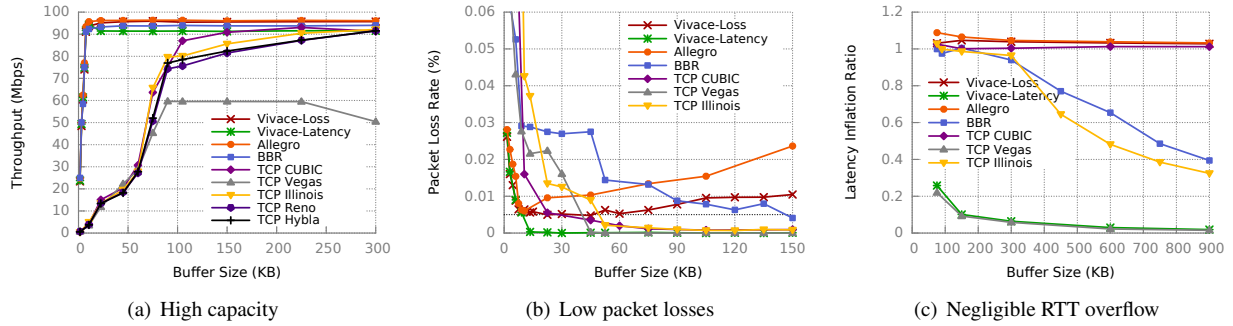 Throughput (Mbps)
100
90
80
70
60
50
40
30
20
10
0
Vivace-Loss
Vivace-Latency
Allegro
BBR
TCP CUBIC
TCP Vegas
TCP Illinois
TCP Reno
TCP Hybla
0 50 100 150 200 250 300
Buffer Size (KB)
(a) High capacity
Packet Loss Rate (%)
0.06
0.05
0.04
0.03
0.02
0.01
0
Vivace-Loss
Vivace-Latency
Allegro
BBR
TCP CUBIC
TCP Vegas
TCP Illinois
0 30 60 90 120 150
Buffer Size (KB)
(b) Low packet losses
Latency Inflation Ratio
1.2
1
0.8
0.6
0.4
0.2
0
Vivace-Loss
Vivace-Latency
Allegro
BBR
TCP CUBIC
TCP Vegas
TCP Illinois
0 100 200 300 400 500 600 700 800 900
Buffer Size (KB)
(c) Negligible RTT overflow